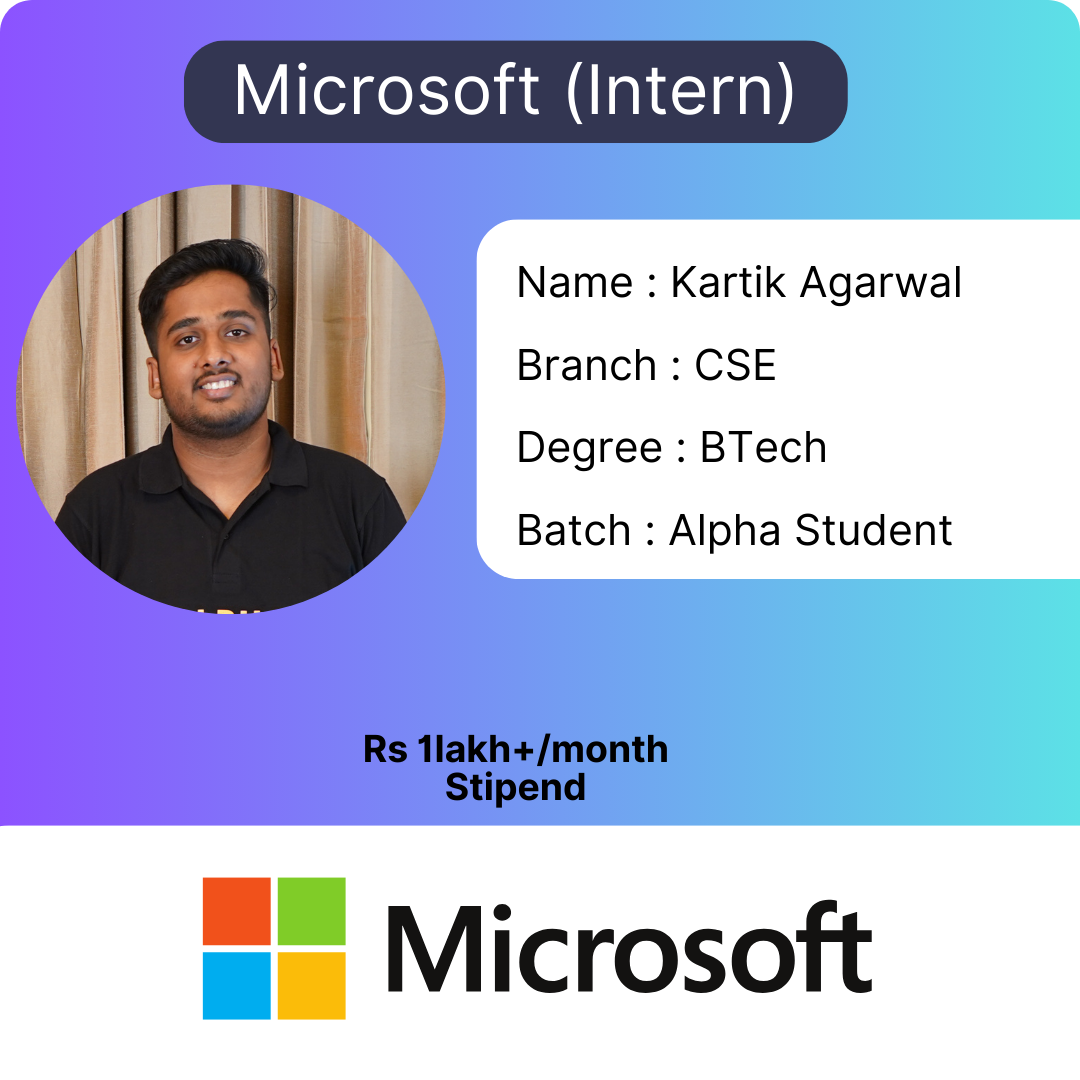 Microsoft (Intern)
Name : Kartik Agarwal
Branch : CSE
Degree : BTech
Batch : Alpha Student
Rs 1lakh+/month
Stipend
Microsoft